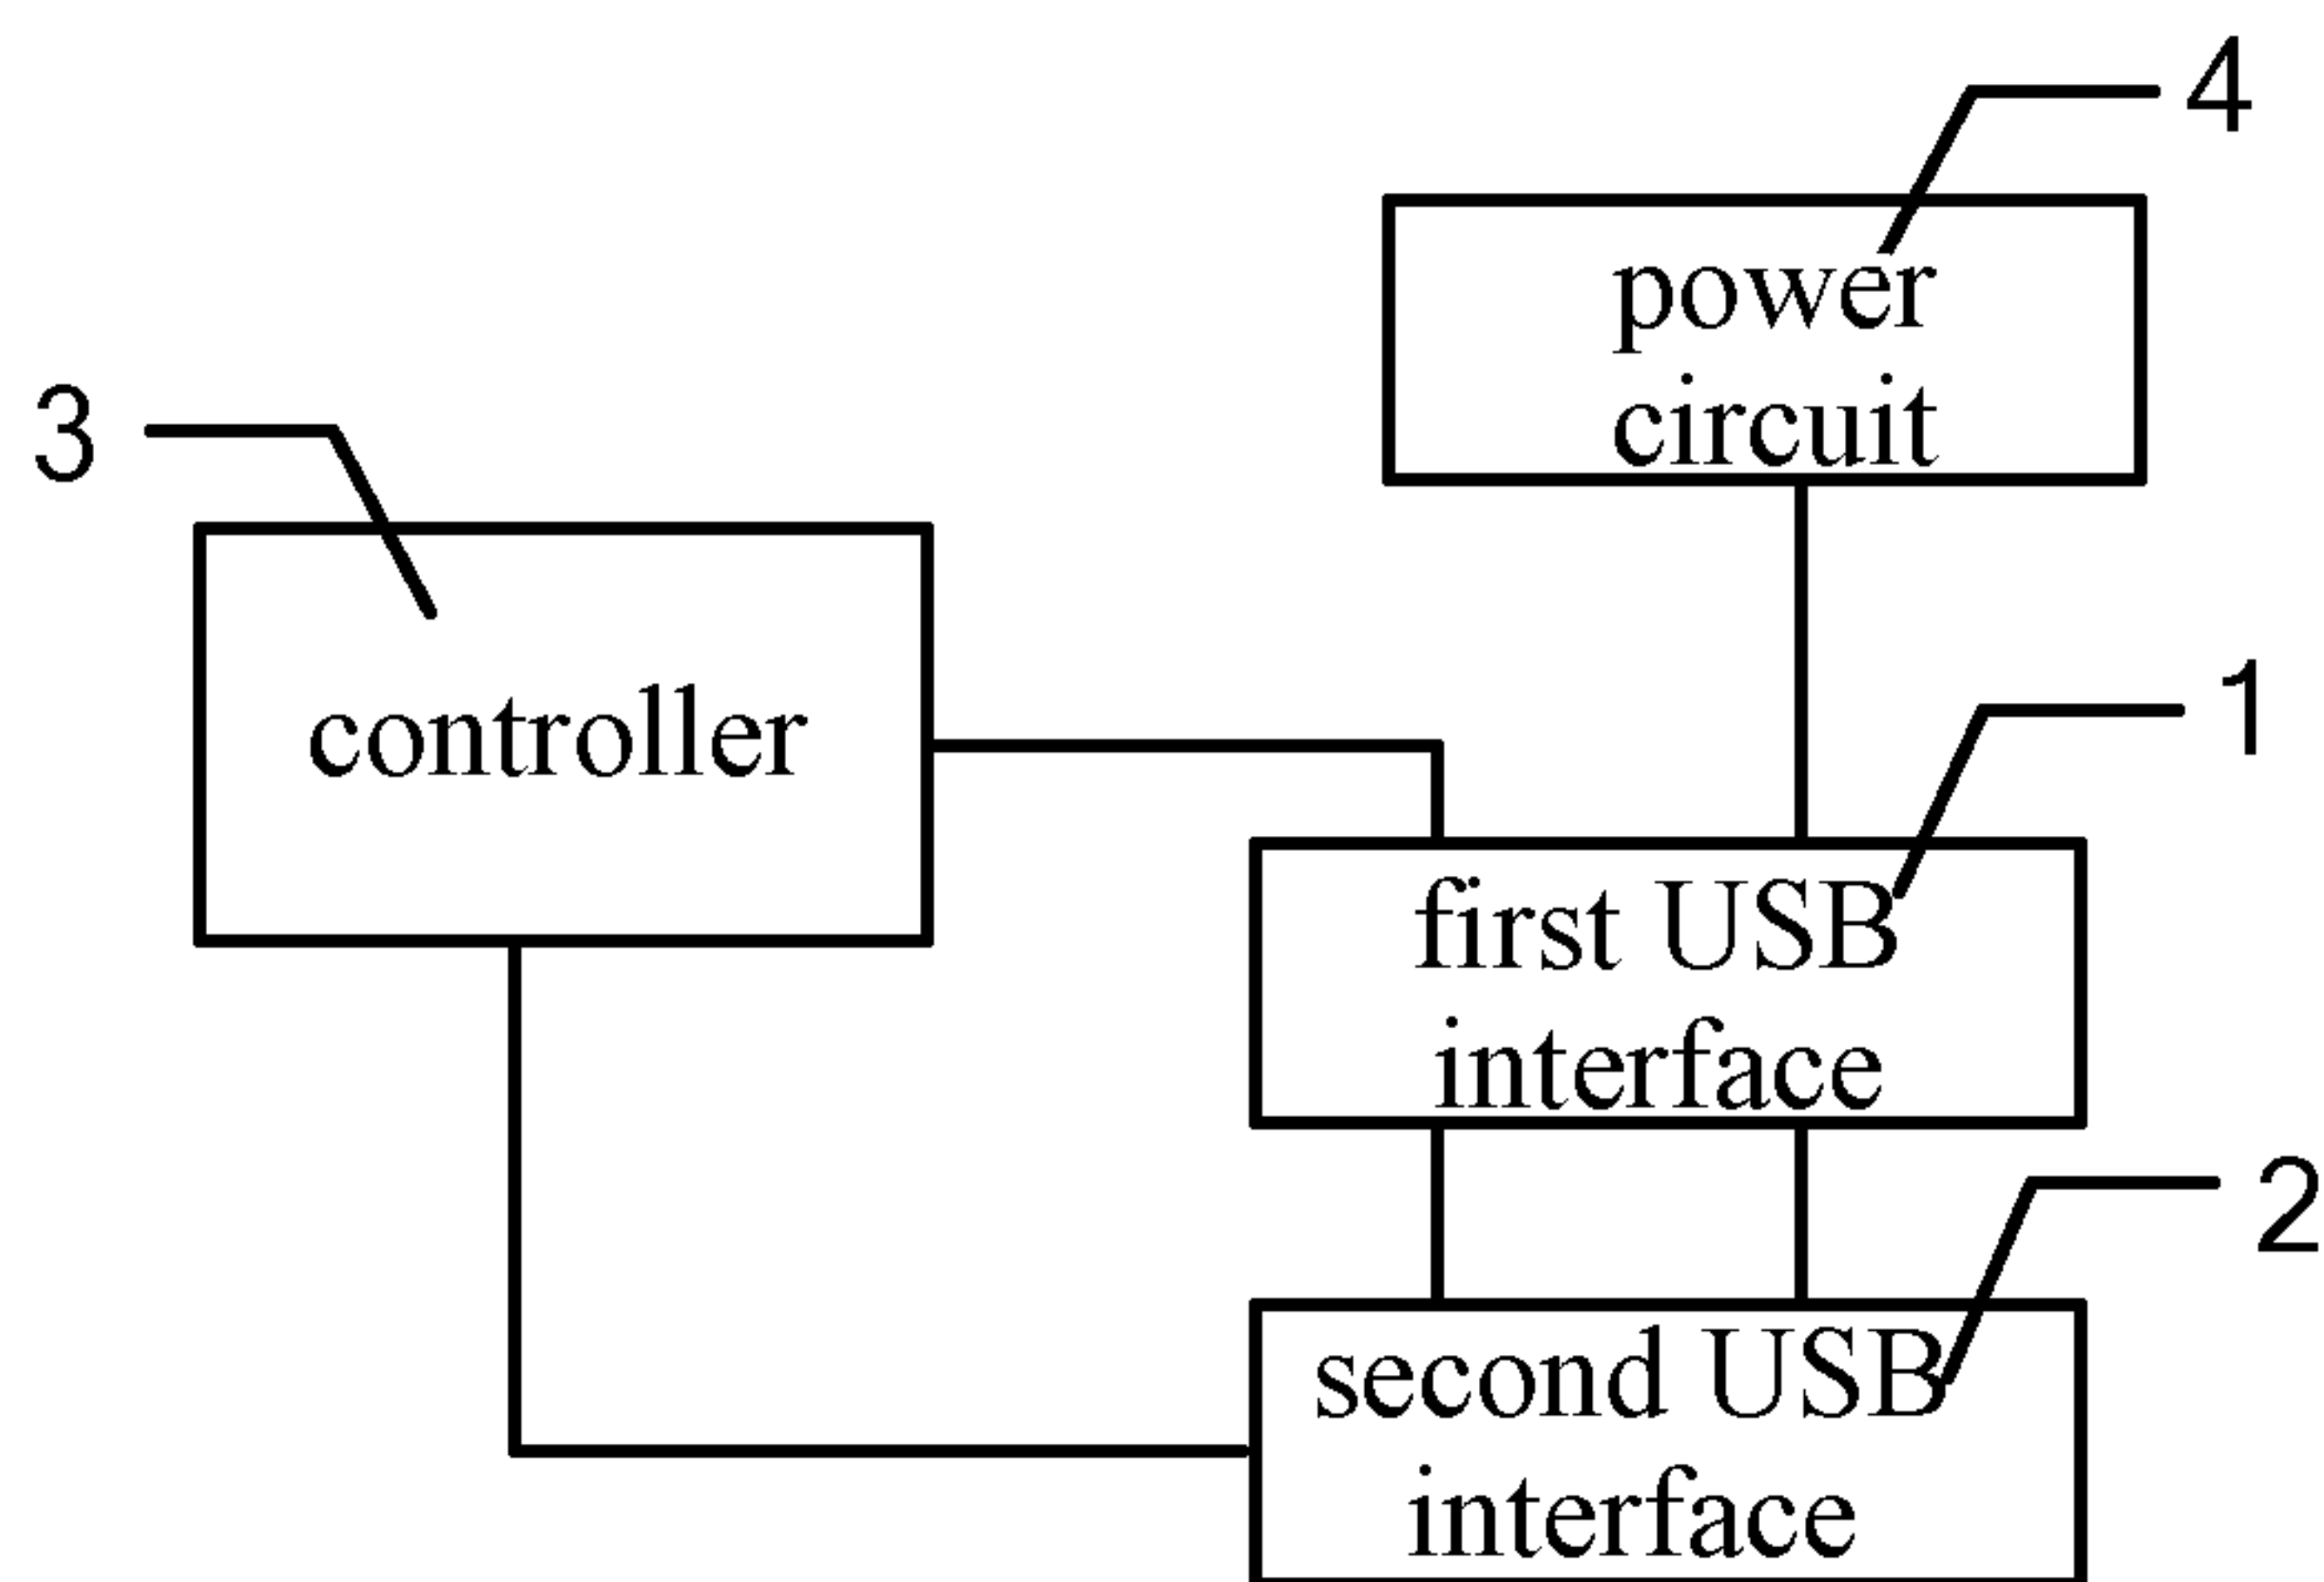 4
power
circuit
3
controller
1
first USB
interface
2
second USB
interface